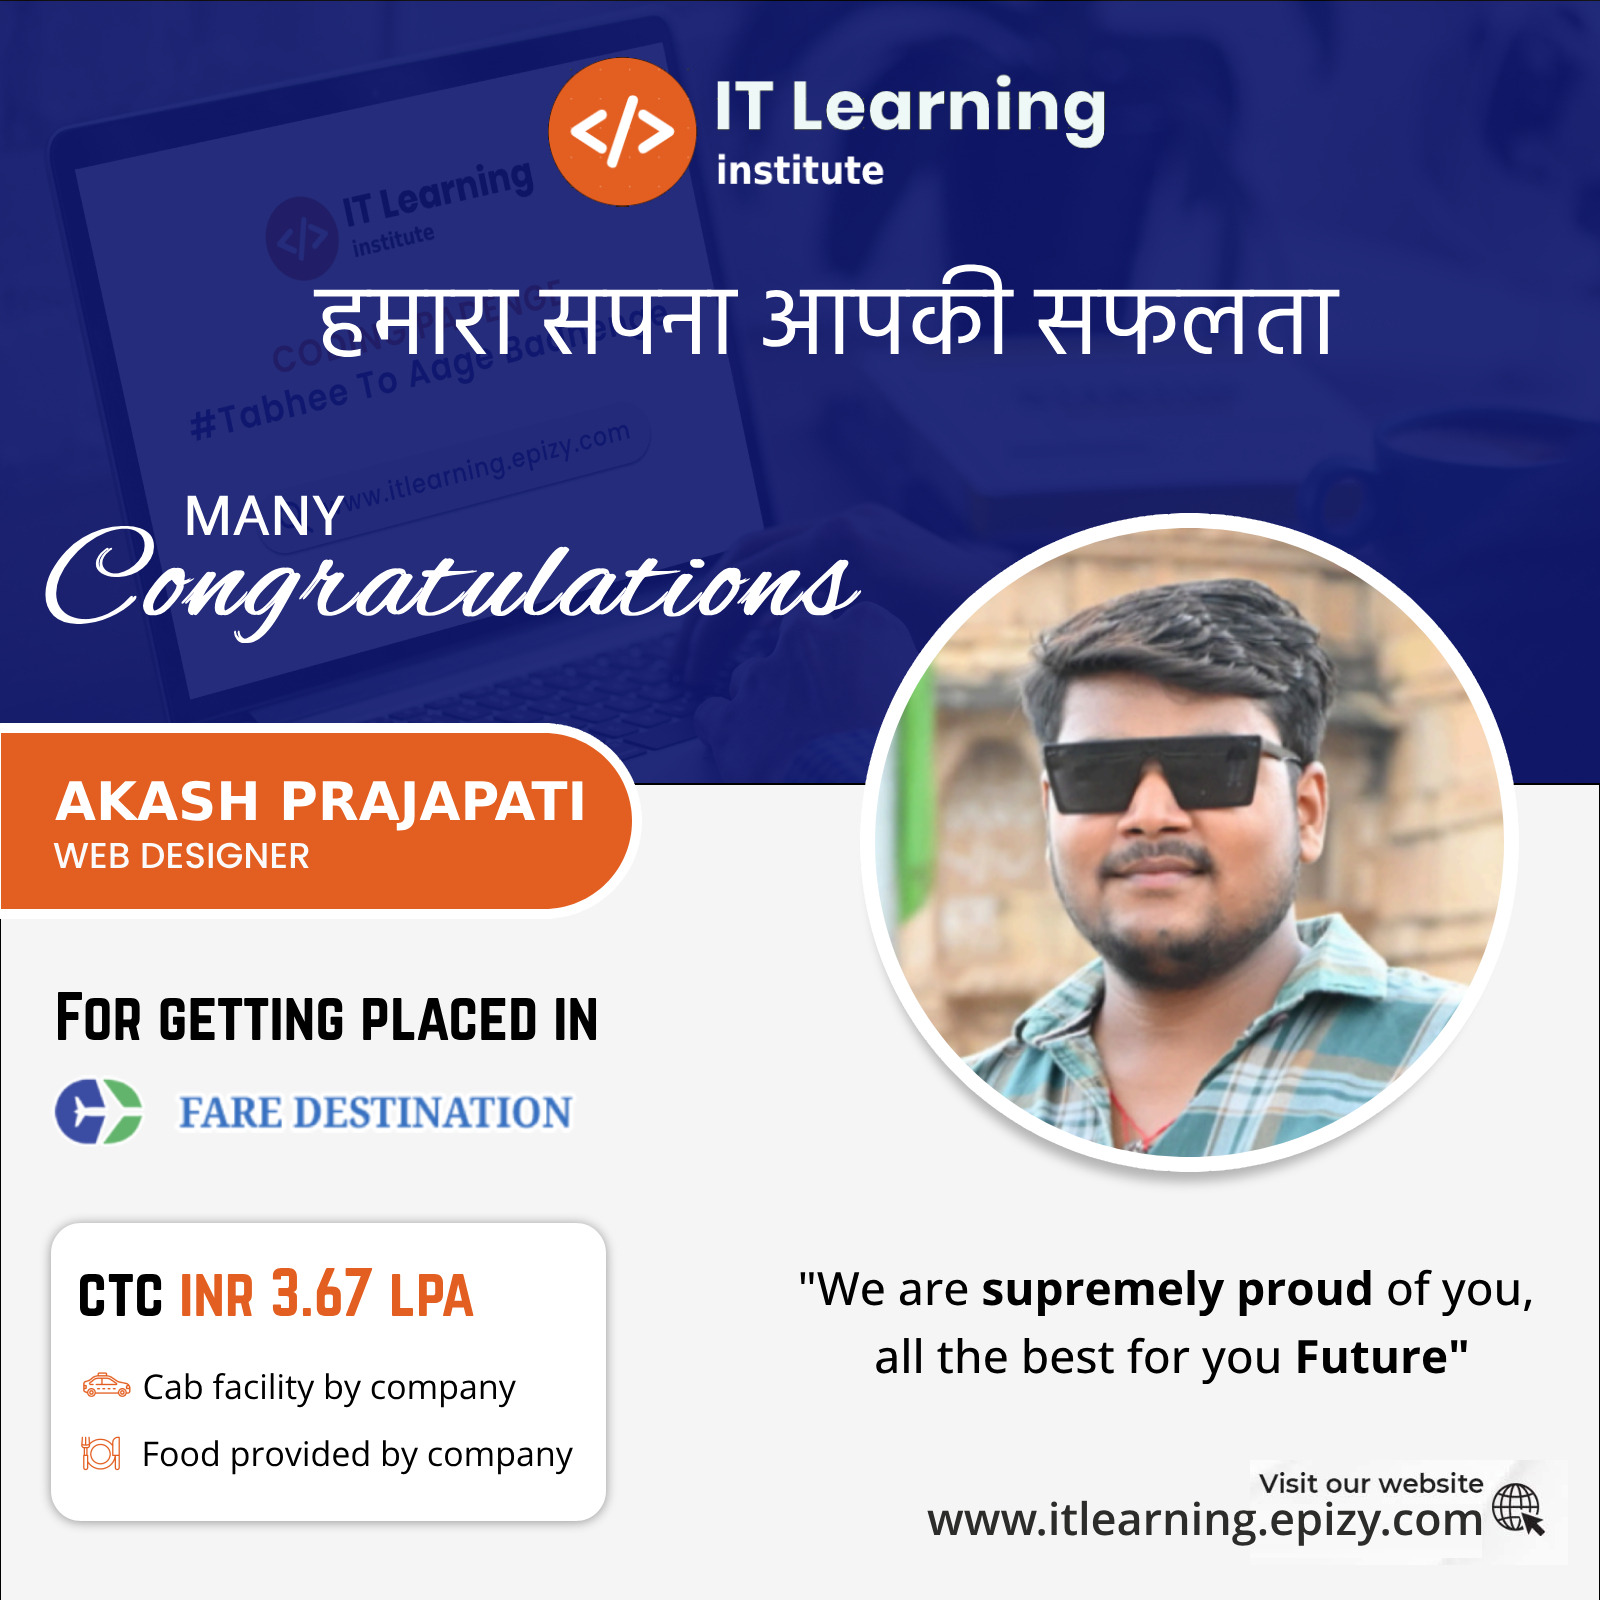 IT Learning
institute
IT Learning
institute
हमारा सपना आपकी सफलता
#Tabhee To Aage Badhenge
www.itlearning.epizy.com
MANY
Congratulations
AKASH PRAJAPATI
WEB DESIGNER
FOR GETTING PLACED IN
FARE DESTINATION
CTC INR 3.67 LPA
Cab facility by company
Food provided by company
"We are supremely proud of you,
all the best for you Future"
Visit our website
www.itlearning.epizy.com